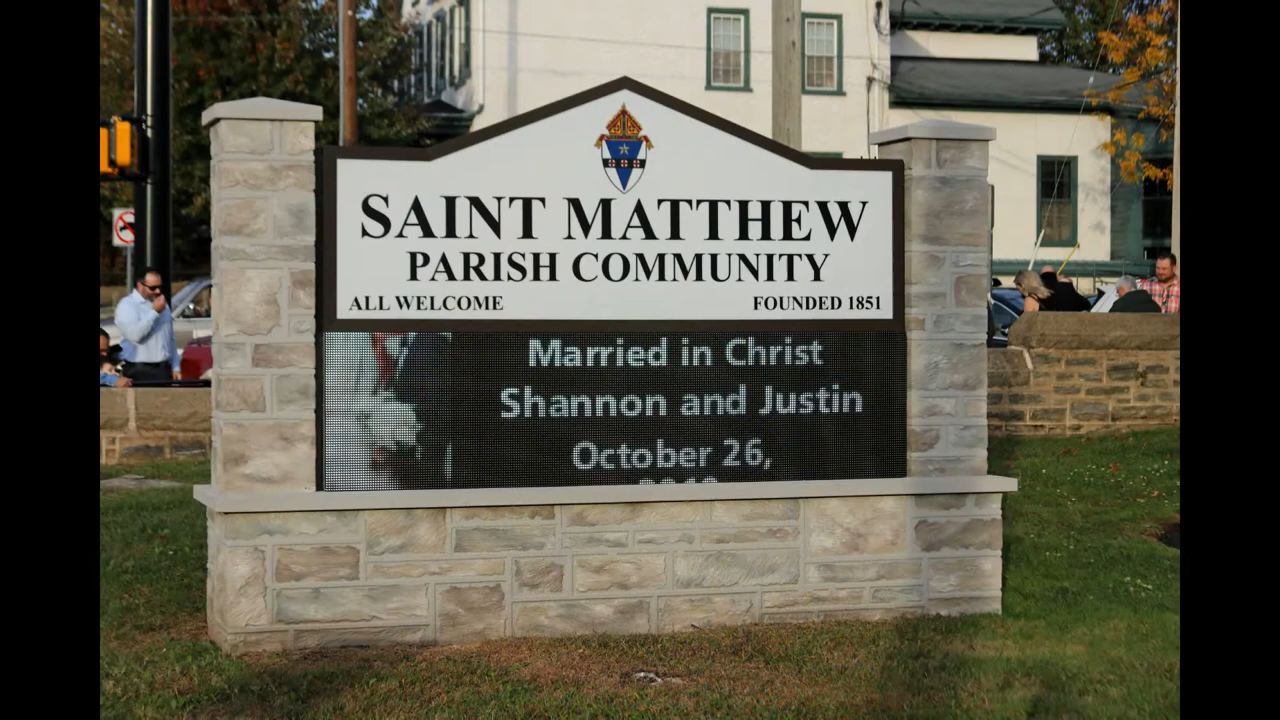 SAINT MATTHEW
PARISH COMMUNITY
ALL WELCOME
FOUNDED 1851
Married in Christ
Shannon and Justin
October 26,